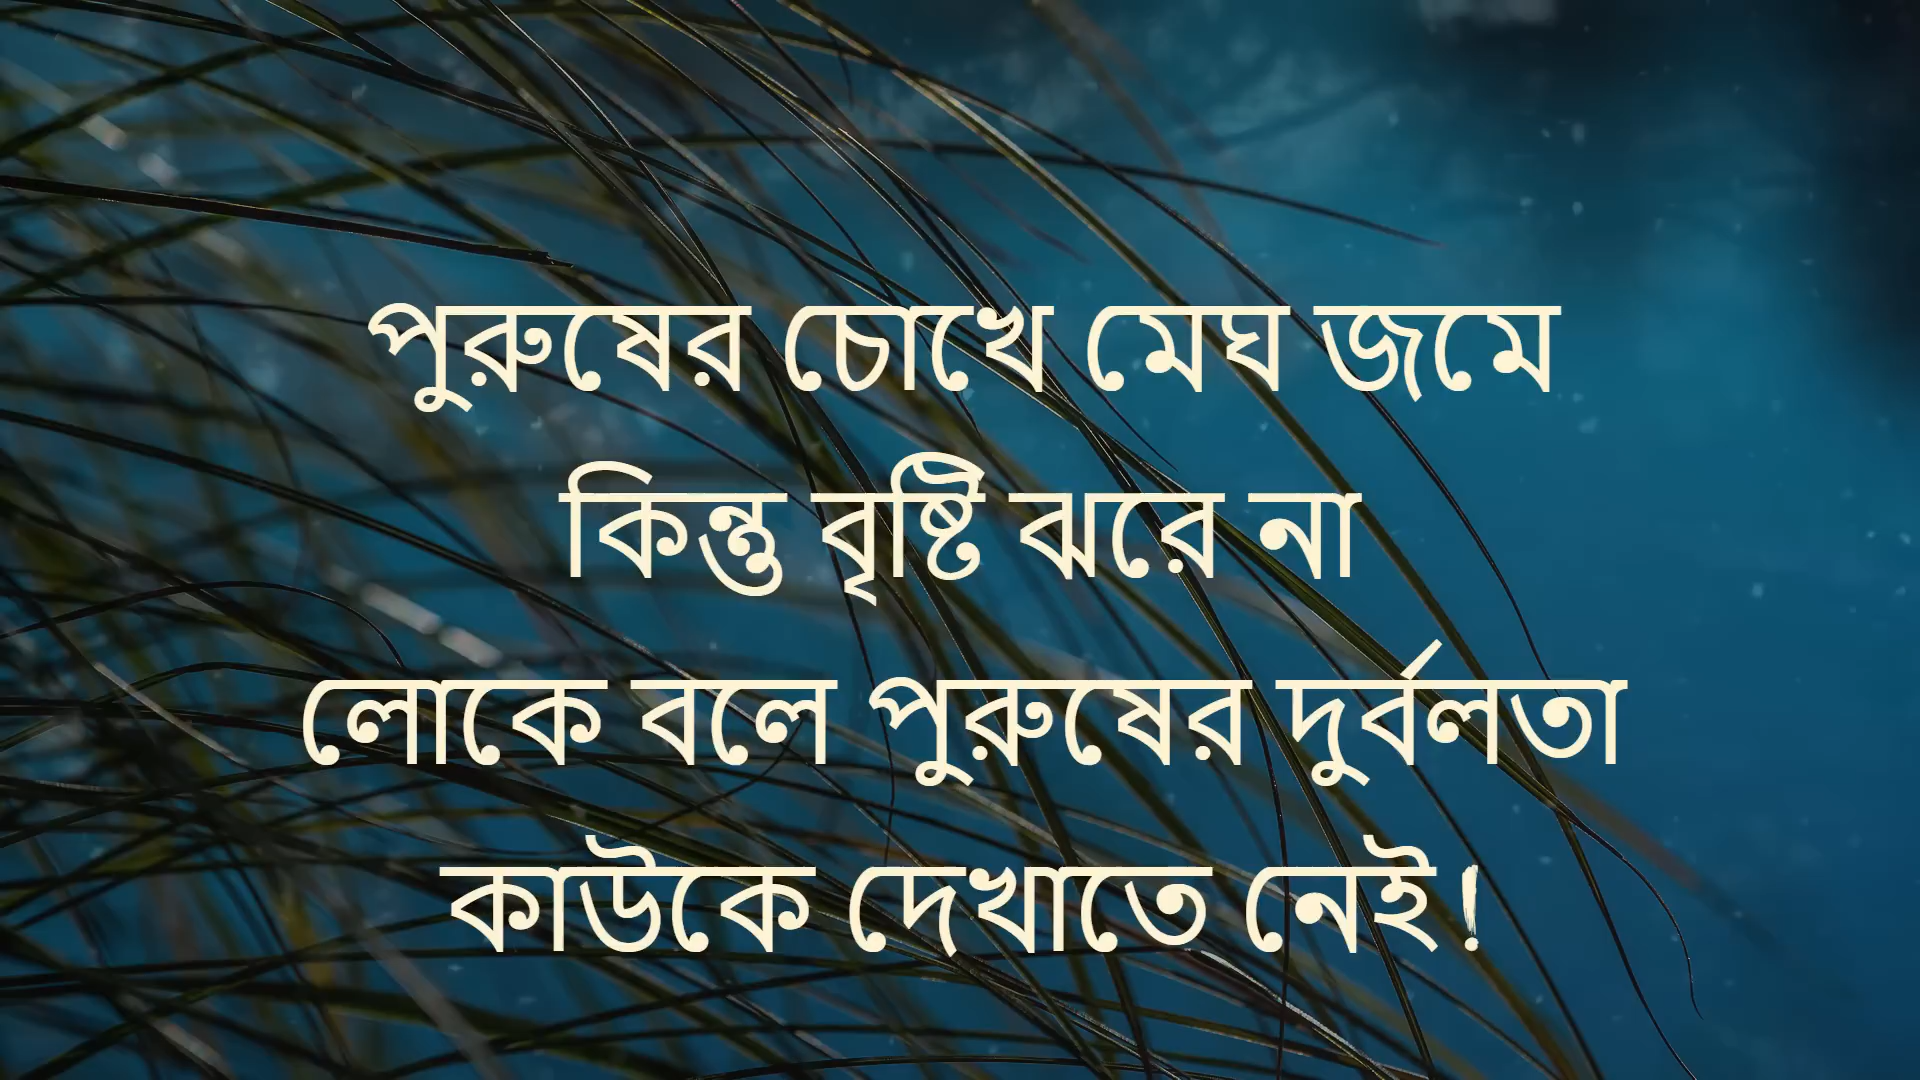 পুরুষের চোখে মেঘ জমে
কিন্তু বৃষ্টি ঝরে না
লোকে বলে পুরুষের দুর্বলতা
কাউকে দেখাতে নেই!